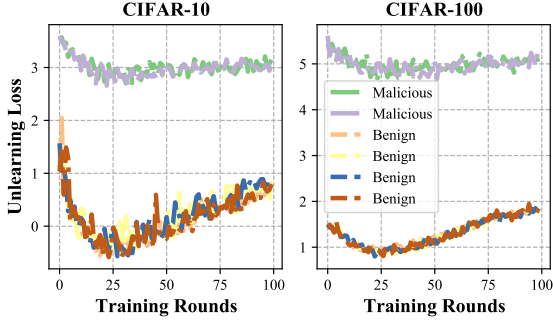 CIFAR-10
CIFAR-100
Unlearning Loss
3
2
1
0
0
25
50
75
100
Training Rounds
5
4
3
2
1
0
25
50
75
100
Training Rounds
Malicious
Malicious
Benign
Benign
Benign
Benign